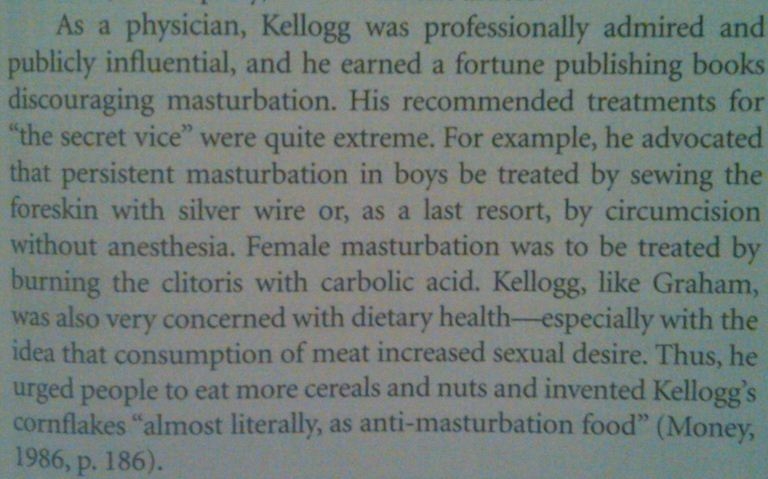 As a physician, Kellogg was professionally admired and
publicly influential, and he earned a fortune publishing books
discouraging masturbation. His recommended treatments for
“the secret vice” were quite extreme. For example, he advocated
that persistent masturbation in boys be treated by sewing the
foreskin with silver wire or, as a last resort, by circumcision
without anesthesia. Female masturbation was to be treated by
burning the clitoris with carbolic acid. Kellogg, like Graham,
was also very concerned with dietary health—especially with the
idea that consumption of meat increased sexual desire. Thus, he
urged people to eat more cereals and nuts and invented Kellogg’s
cornflakes “almost literally, as anti-masturbation food” (Money,
1986, p. 186).